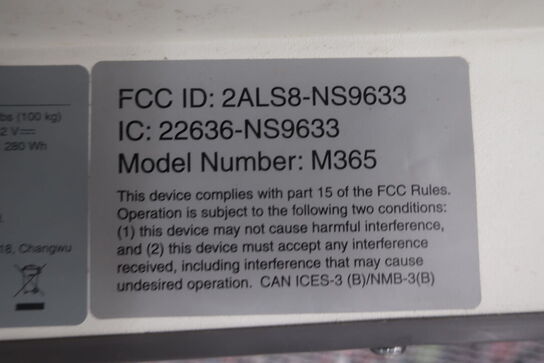 bs (100 kg)
2 V
280 Wh
18, Changwu
FCC ID: 2ALS8-NS9633
IC: 22636-NS9633
Model Number: M365
This device complies with part 15 of the FCC Rules.
Operation is subject to the following two conditions:
(1) this device may not cause harmful interference,
and (2) this device must accept any interference
received, including interference that may cause
undesired operation. CAN ICES-3 (B)/NMB-3(B)